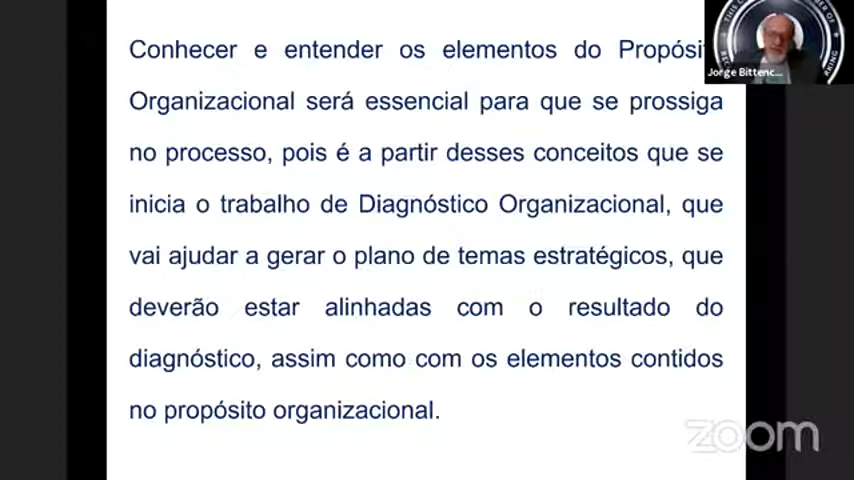 Conhecer e entender os elementos do Propósit
Organizacional será essencial para que se prossiga
no processo, pois é a partir desses conceitos que se
inicia o trabalho de Diagnóstico Organizacional, que
vai ajudar a gerar o plano de temas estratégicos, que
deverão estar alinhadas com o resultado do
diagnóstico, assim como com os elementos contidos
no propósito organizacional.
Jorge Bittenc...
zoom